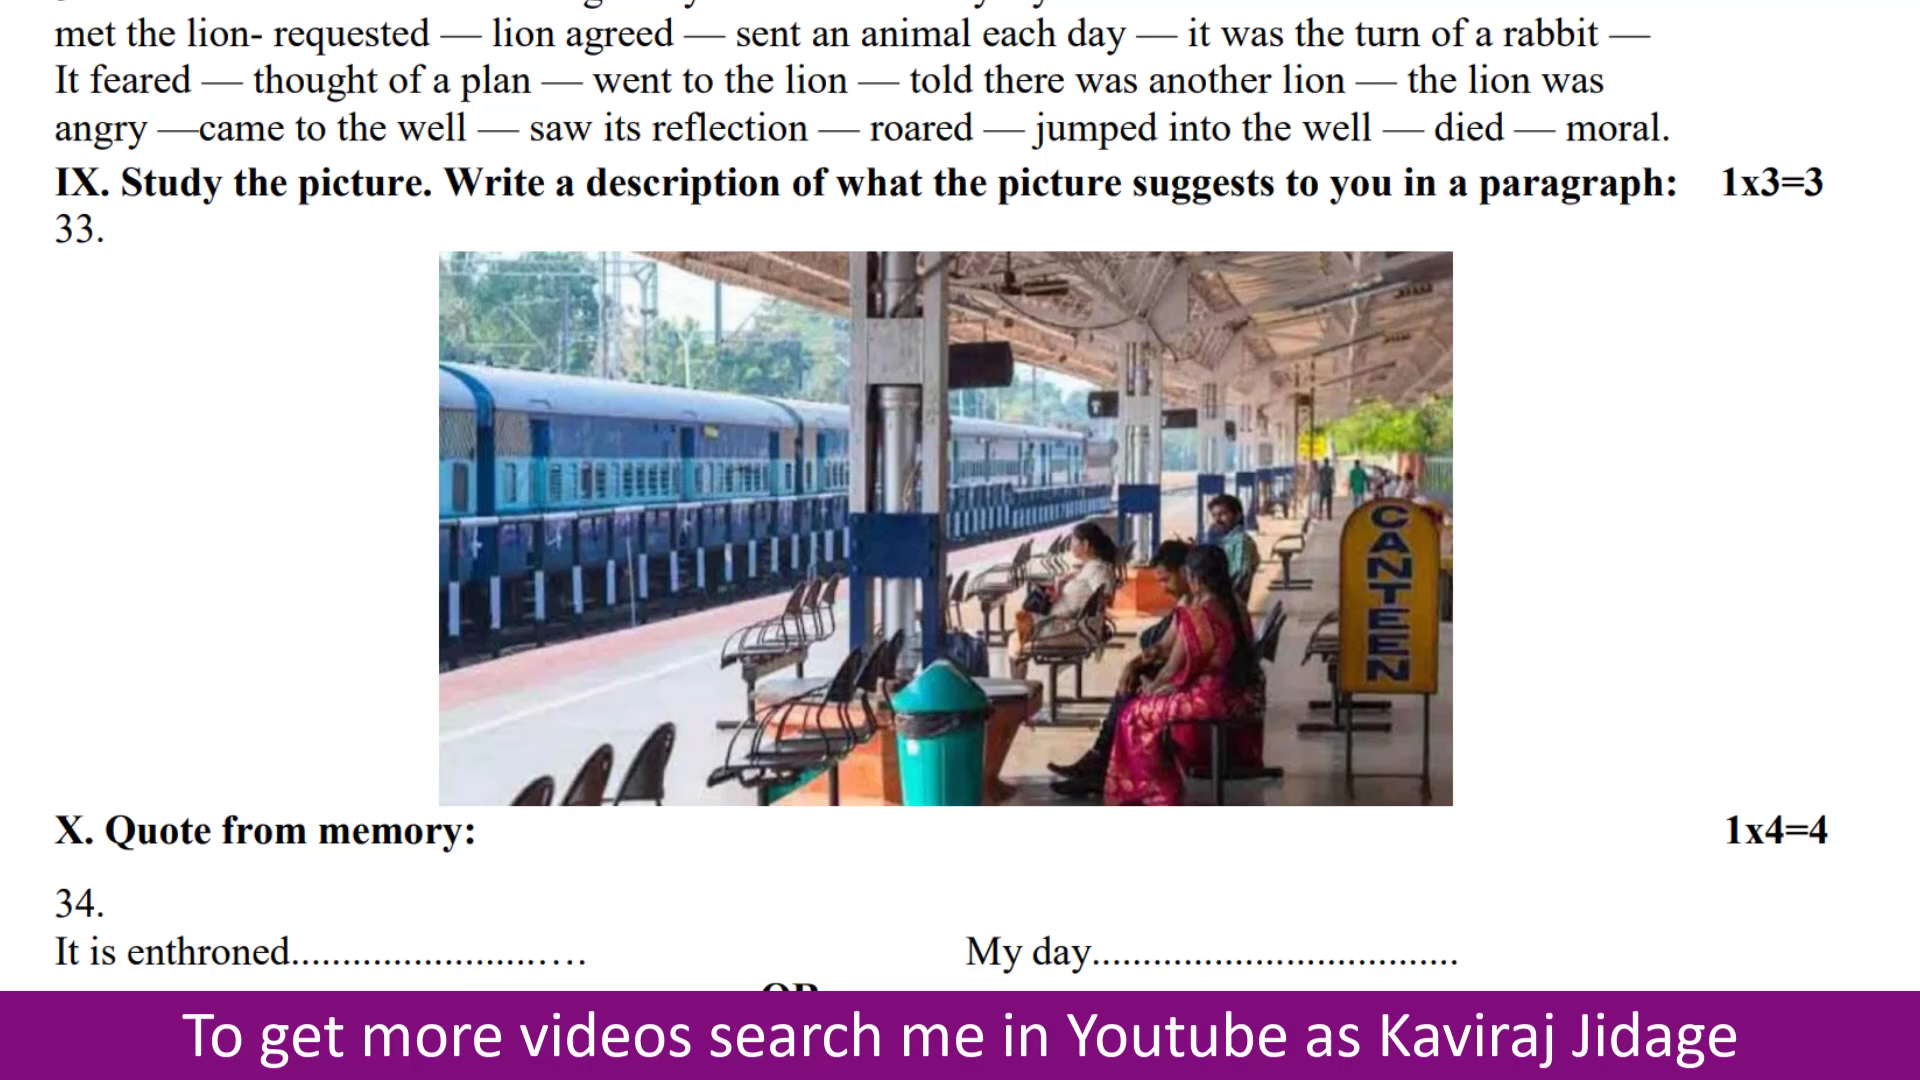 met the lion- requested — lion agreed — sent an animal each day — it was the turn of a rabbit —
It feared — thought of a plan — went to the lion — told there was another lion — the lion was
angry —came to the well — saw its reflection — roared — jumped into the well — died — moral.
IX. Study the picture. Write a description of what the picture suggests to you in a paragraph: 1x3=3
33.
CANTEEN
X. Quote from memory: 1x4=4
34.
It is enthroned............................ My day....................................
OR
To get more videos search me in Youtube as Kaviraj Jidage